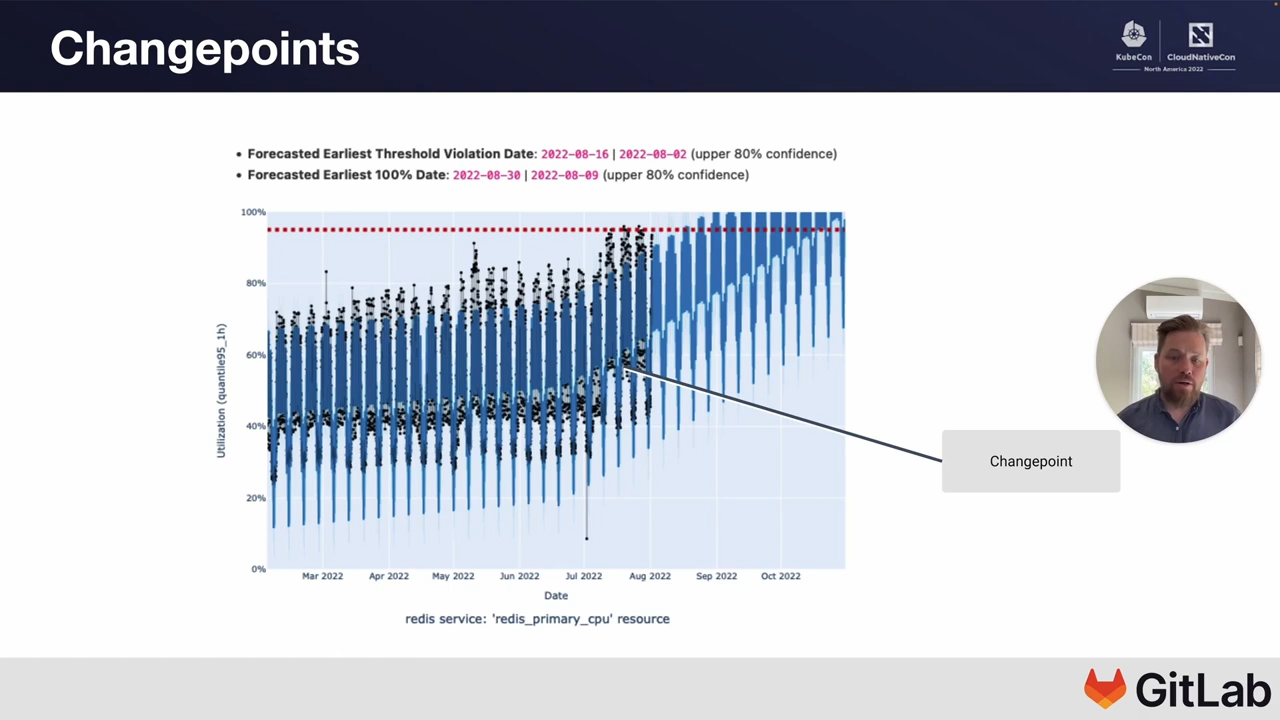 Changepoints
KubeCon
CloudNativeCon
North America 2022
• Forecasted Earliest Threshold Violation Date: 2022-08-16 | 2022-08-02 (upper 80% confidence)
• Forecasted Earliest 100% Date: 2022-08-30 | 2022-08-09 (upper 80% confidence)
100%
80%
60%
40%
20%
0%
Utilization (quantile95_1h)
Mar 2022
Apr 2022
May 2022
Jun 2022
Jul 2022
Aug 2022
Sep 2022
Oct 2022
Date
redis service: 'redis_primary_cpu' resource
Changepoint
GitLab